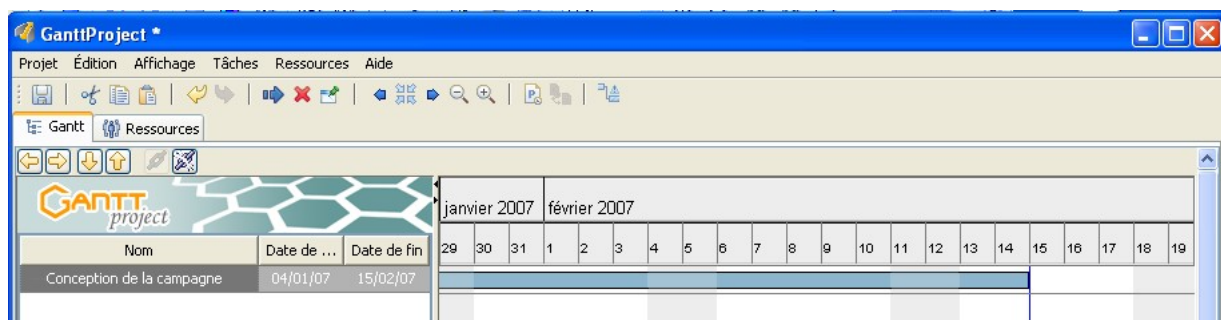 GanttProject *
Projet Édition Affichage Tâches Ressources Aide
Gantt Ressources
GANTT project
janvier 2007 février 2007
Nom Date de ... Date de fin 29 30 31 1 2 3 4 5 6 7 8 9 10 11 12 13 14 15 16 17 18 19
Conception de la campagne 04/01/07 15/02/07